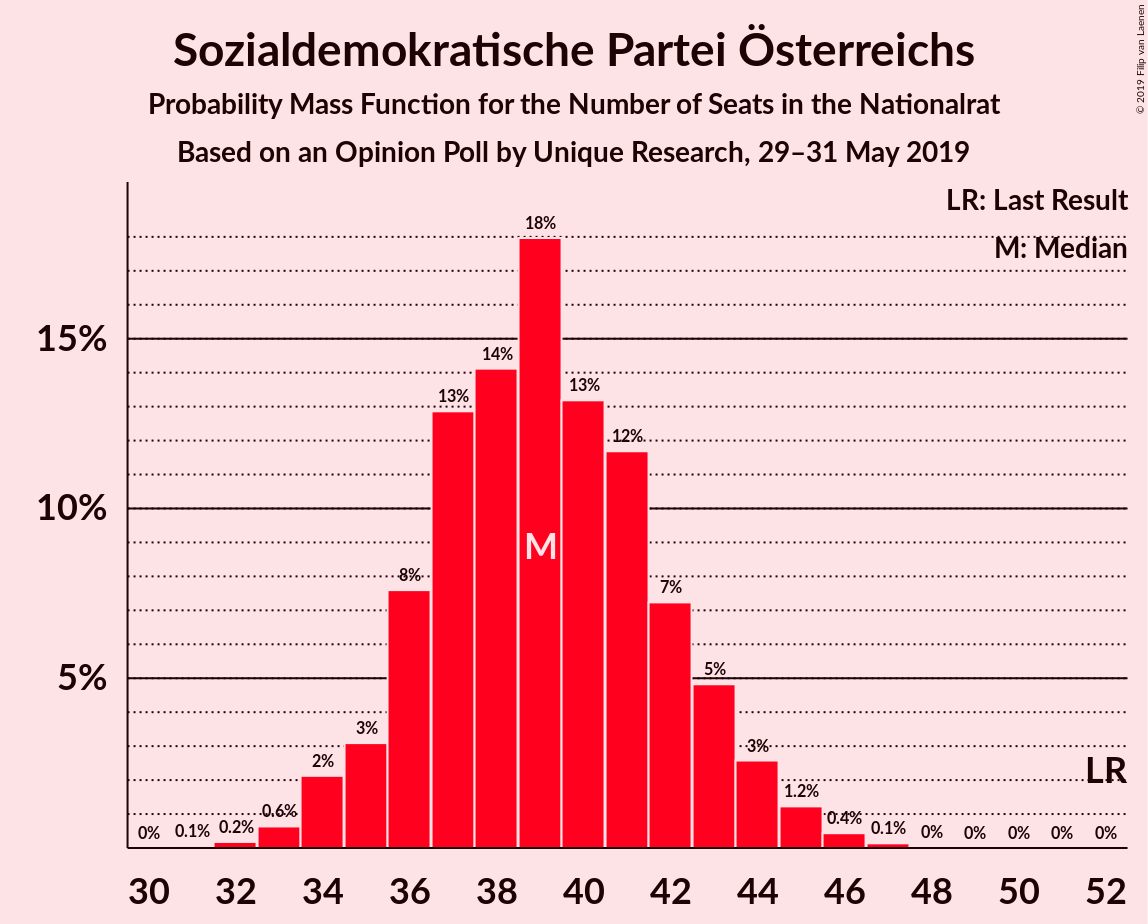 Sozialdemokratische Partei Österreichs
Probability Mass Function for the Number of Seats in the Nationalrat
Based on an Opinion Poll by Unique Research, 29–31 May 2019
© 2019 Filip van Laenen
LR: Last Result
M: Median
18%
15%
14%
13%
13%
12%
10%
M
8%
7%
5%
5%
3%
2%
3%
LR
1.2%
0.6%
0.4%
0%
0.1%
0.2%
0.1%
0%
0%
0%
0%
0%
30 32 34 36 38 40 42 44 46 48 50 52